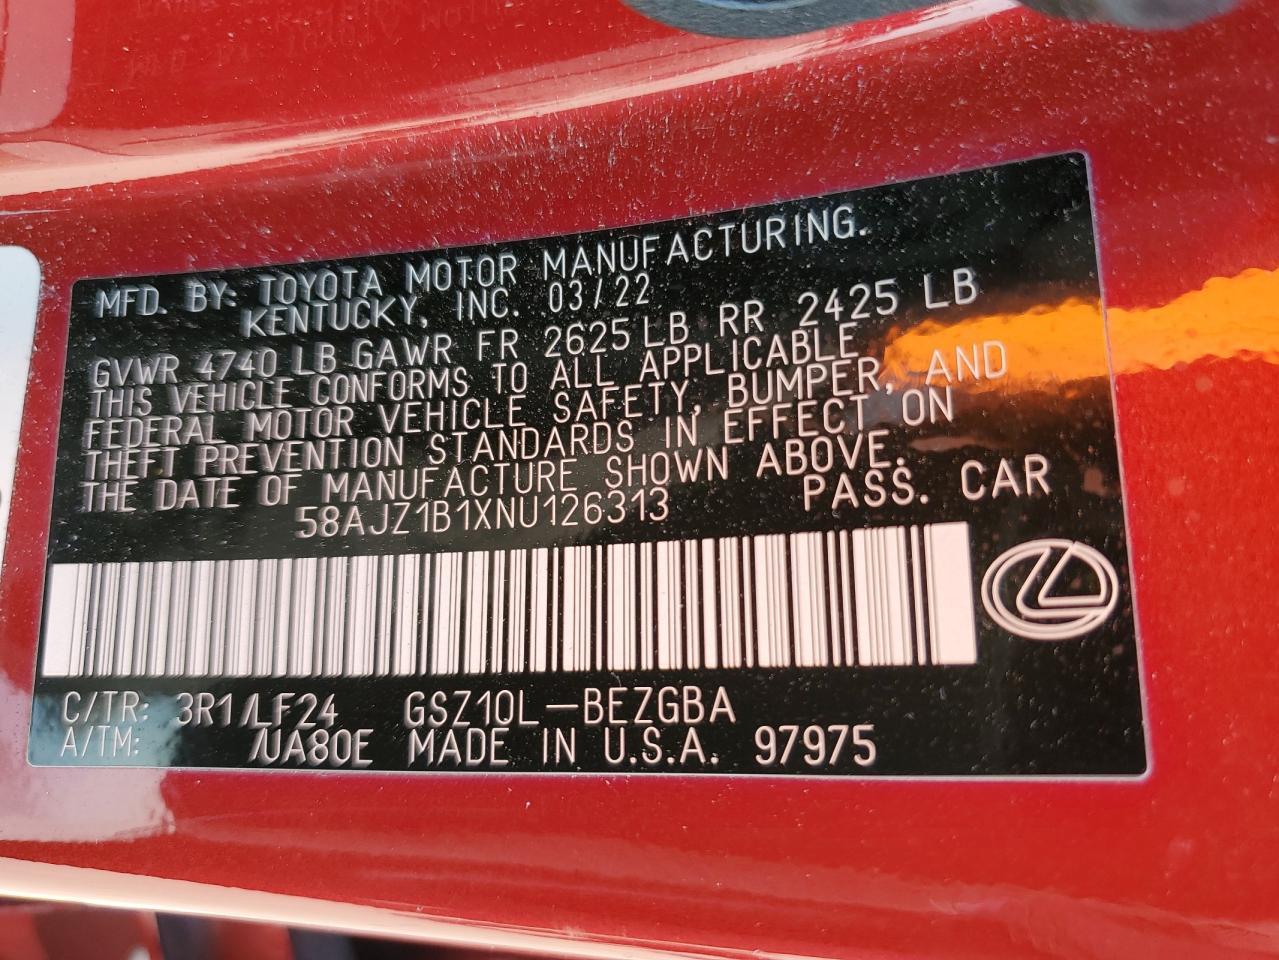 MFD. BY: TOYOTA MOTOR MANUFACTURING.
KENTUCKY, INC. 03/22
GVWR 4740 LB GAWR FR 2625 LB RR 2425 LB
THIS VEHICLE CONFORMS TO ALL APPLICABLE
FEDERAL MOTOR VEHICLE SAFETY, BUMPER, AND
THEFT PREVENTION STANDARDS IN EFFECT ON
THE DATE OF MANUFACTURE SHOWN ABOVE.
58AJZ1B1XNU126313 PASS. CAR
C/TR: 3R1/LF24 GSZ10L-BEZGBA
A/TM: /UA80E MADE IN U.S.A. 97975